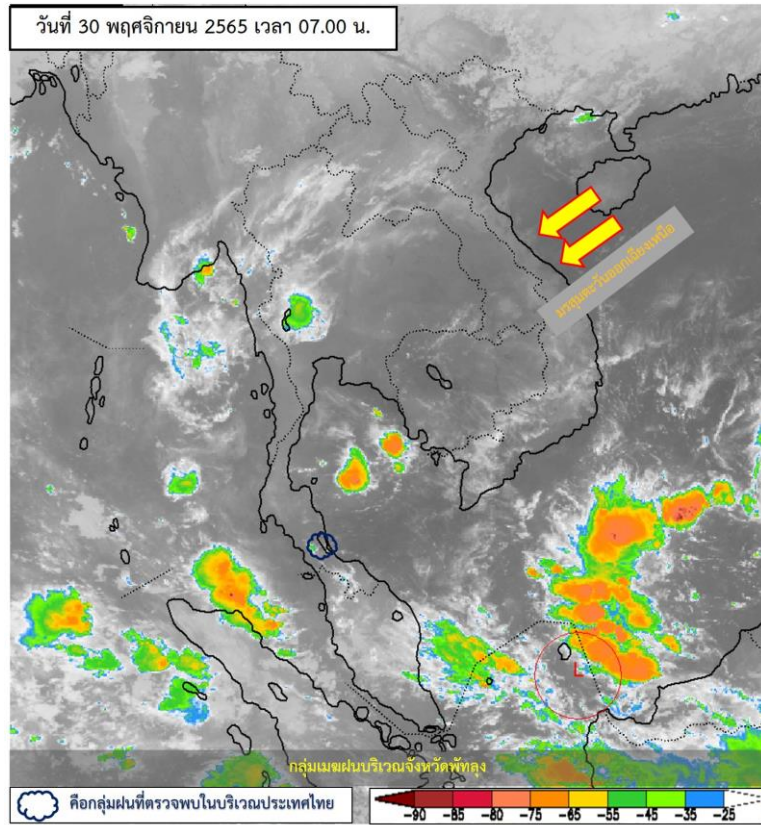 วันที่ 30 พฤศจิกายน 2565 เวลา 07.00 น.
มรสุมตะวันออกเฉียงเหนือ
L
กลุ่มเมฆฝนบริเวณจังหวัดพัทลุง
คือกลุ่มฝนที่ตรวจพบในบริเวณประเทศไทย
-90 -85 -80 -75 -65 -55 -45 -35 -25